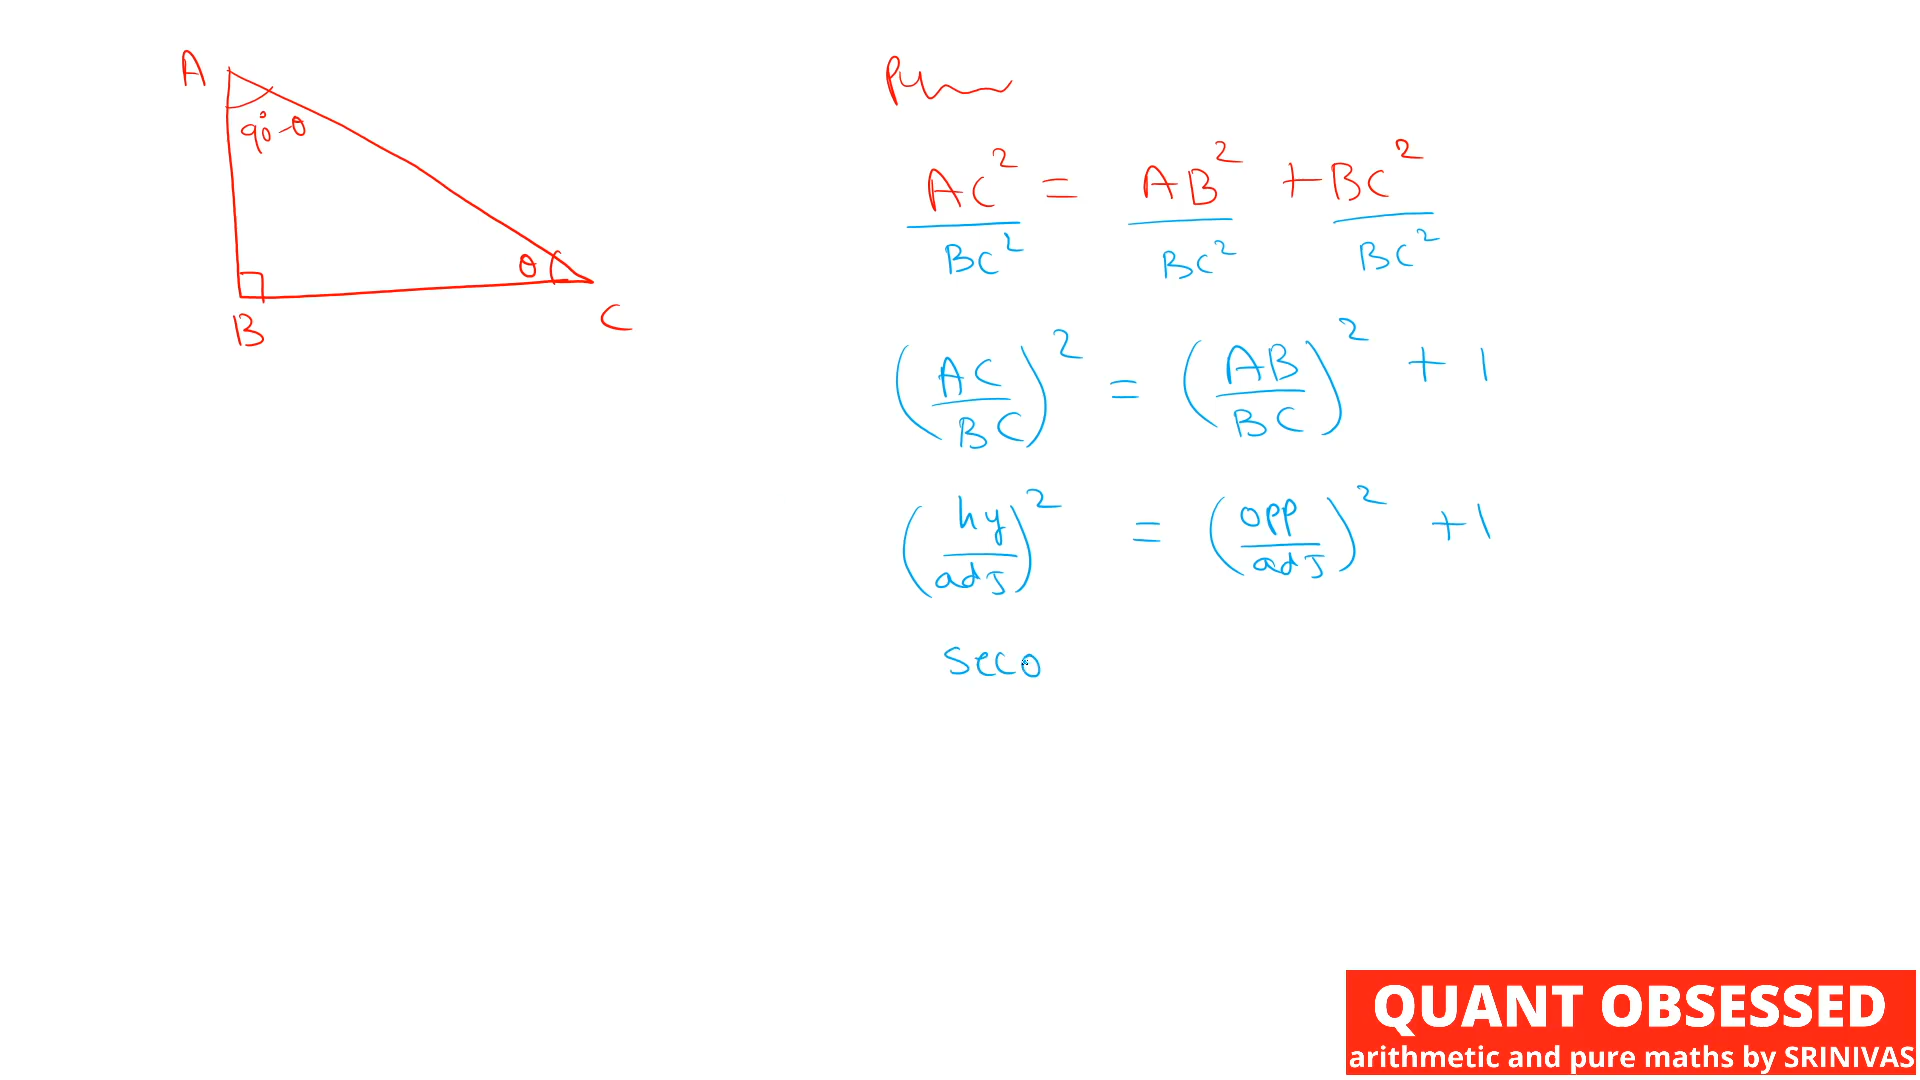 A
90°-θ
θ
B
C
AC² = AB² + BC²
BC² BC² BC²
(AC/BC)² = (AB/BC)² + 1
(hy/adj)² = (opp/adj)² + 1
seco
QUANT OBSESSED
arithmetic and pure maths by SRINIVAS